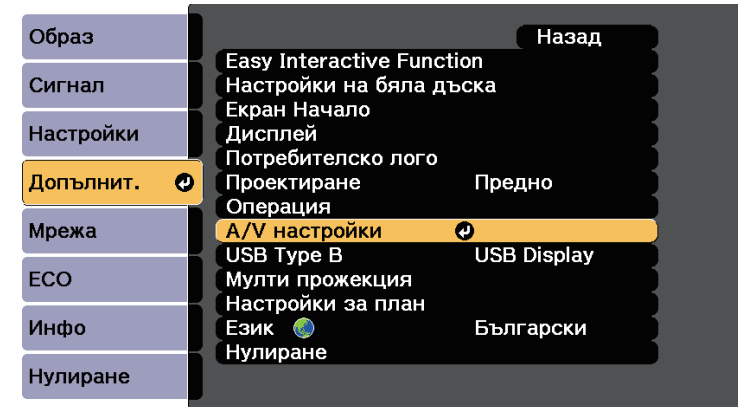 Образ
Сигнал
Настройки
Допълнит.
Мрежа
ECO
Инфо
Нулиране
Назад
Easy Interactive Function
Настройки на бяла дъска
Екран Начало
Дисплей
Потребителско лого
Проектиране Предно
Операция
A/V настройки
USB Type B USB Display
Мулти прожекция
Настройки за план
Език Български
Нулиране